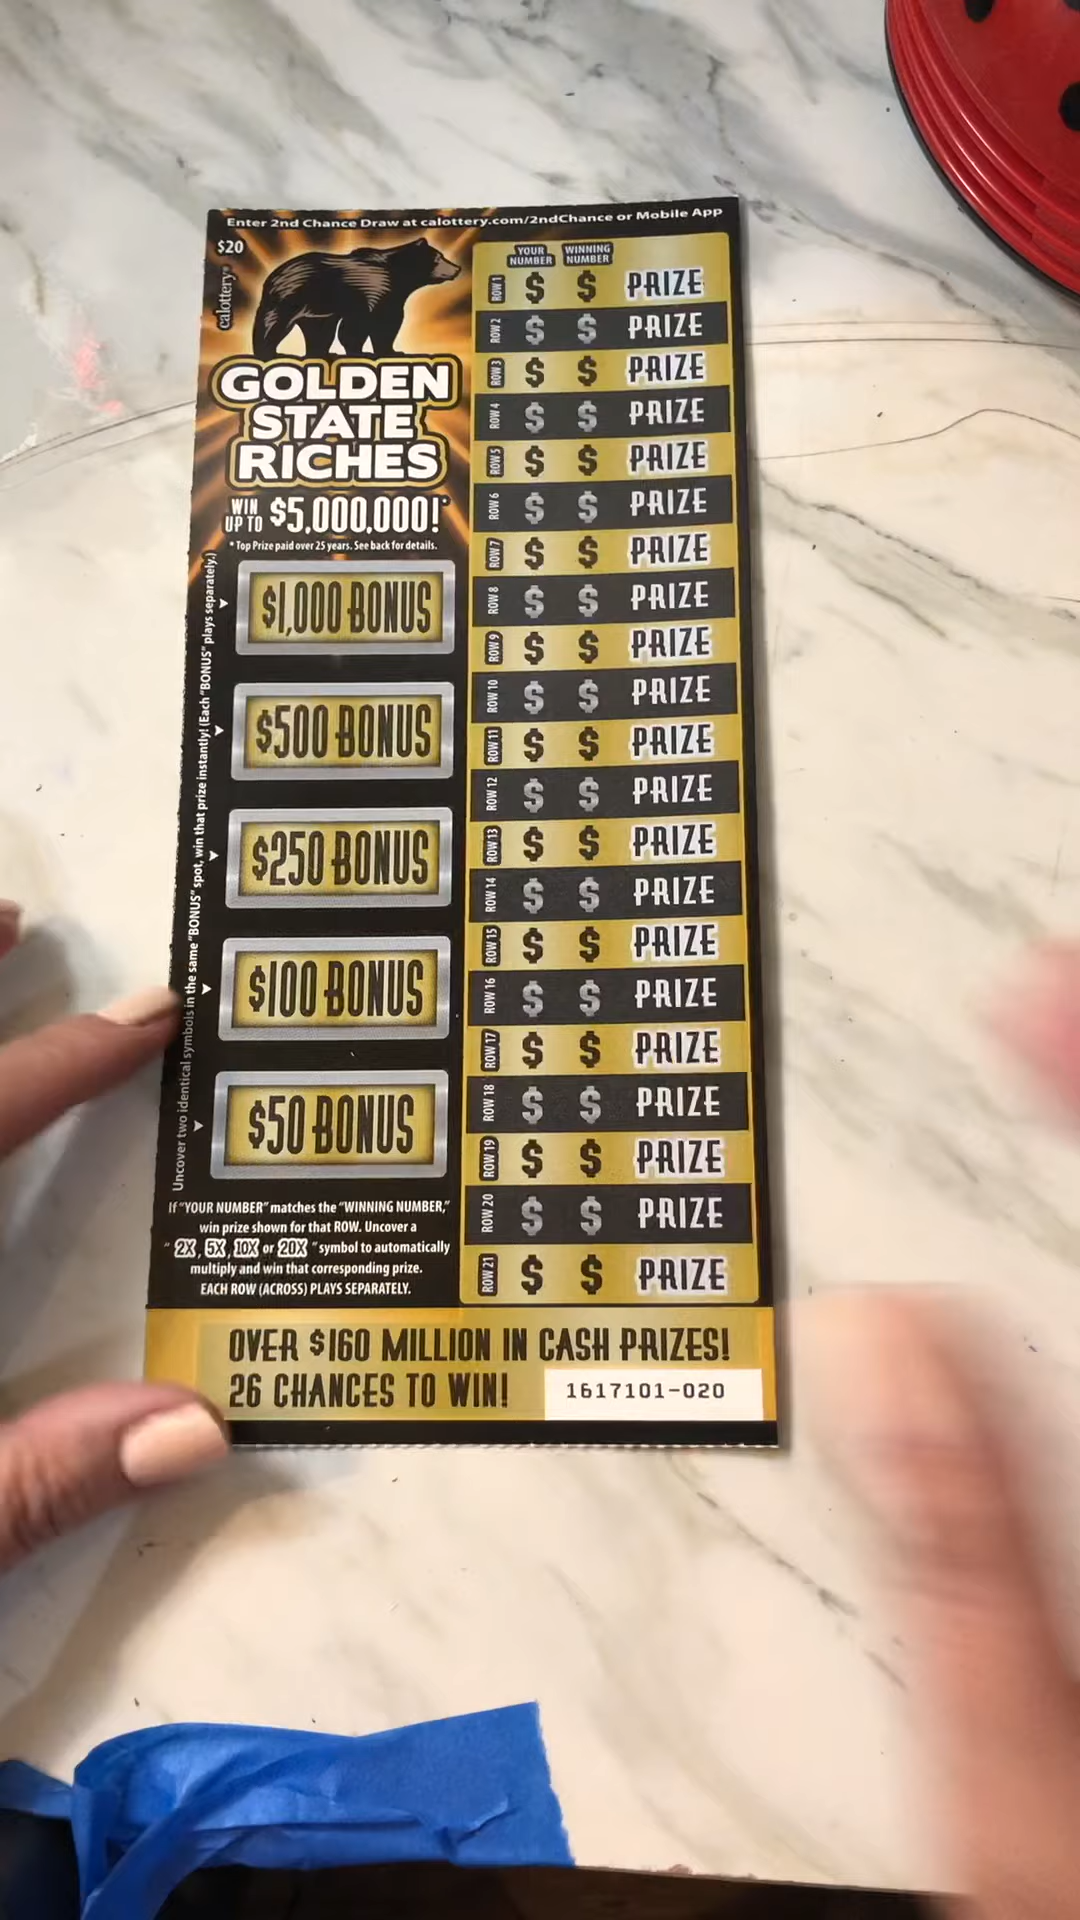 Enter 2nd Chance Draw at calottery.com/2ndChance or Mobile App
$20
calottery
GOLDEN
STATE
RICHES
WIN UP TO $5,000,000!*
* Top Prize paid over 25 years. See back for details.
Uncover two identical symbols in the same "BONUS" spot, win that prize instantly! (Each "BONUS" plays separately.)
$1,000 BONUS
$500 BONUS
$250 BONUS
$100 BONUS
$50 BONUS
If "YOUR NUMBER" matches the "WINNING NUMBER,"
win prize shown for that ROW. Uncover a
"2X, 5X, 10X or 20X" symbol to automatically
multiply and win that corresponding prize.
EACH ROW (ACROSS) PLAYS SEPARATELY.
YOUR NUMBER WINNING NUMBER
ROW 1 $ $ PRIZE
ROW 2 $ $ PRIZE
ROW 3 $ $ PRIZE
ROW 4 $ $ PRIZE
ROW 5 $ $ PRIZE
ROW 6 $ $ PRIZE
ROW 7 $ $ PRIZE
ROW 8 $ $ PRIZE
ROW 9 $ $ PRIZE
ROW 10 $ $ PRIZE
ROW 11 $ $ PRIZE
ROW 12 $ $ PRIZE
ROW 13 $ $ PRIZE
ROW 14 $ $ PRIZE
ROW 15 $ $ PRIZE
ROW 16 $ $ PRIZE
ROW 17 $ $ PRIZE
ROW 18 $ $ PRIZE
ROW 19 $ $ PRIZE
ROW 20 $ $ PRIZE
ROW 21 $ $ PRIZE
OVER $160 MILLION IN CASH PRIZES!
26 CHANCES TO WIN!
1617101-020